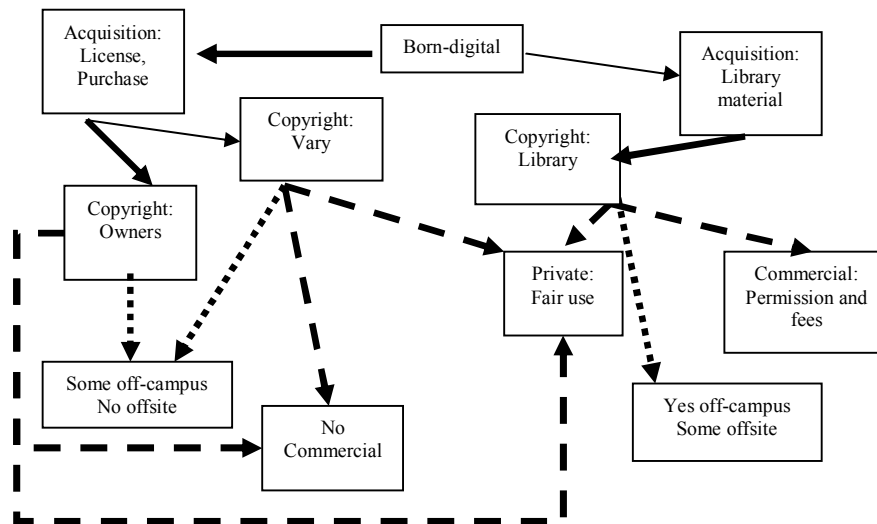 Acquisition:
License,
Purchase
Born-digital
Acquisition:
Library
material
Copyright:
Vary
Copyright:
Library
Copyright:
Owners
Private:
Fair use
Commercial:
Permission and
fees
Some off-campus
No offsite
No
Commercial
Yes off-campus
Some offsite